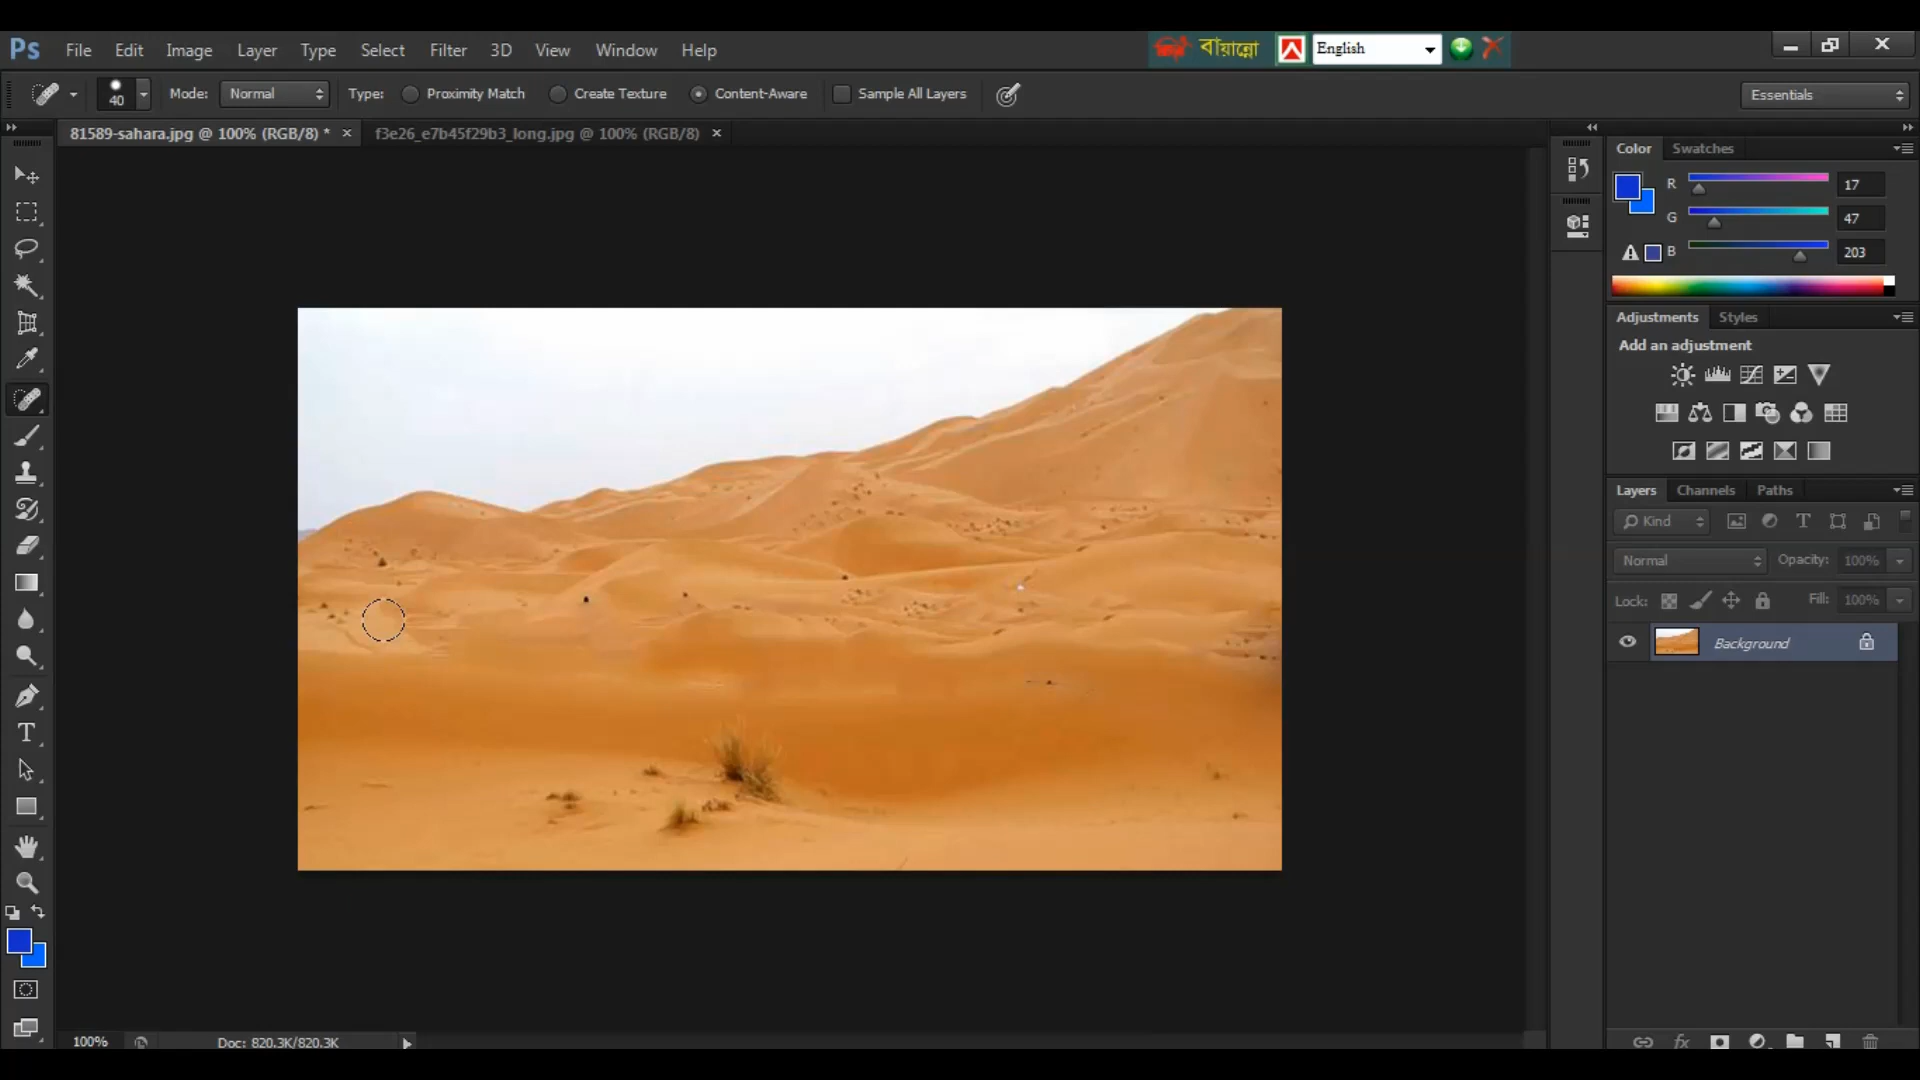 Ps File Edit Image Layer Type Select Filter 3D View Window Help বায়ান্নো English
40 Mode: Normal Type: Proximity Match Create Texture Content-Aware Sample All Layers Essentials
81589-sahara.jpg @ 100% (RGB/8) * × f3e26_e7b45f29b3_long.jpg @ 100% (RGB/8) ×
Color Swatches
R 17
G 47
B 203
Adjustments Styles
Add an adjustment
Layers Channels Paths
Kind
Normal Opacity: 100%
Lock: Fill: 100%
Background
100% Doc: 820.3K/820.3K